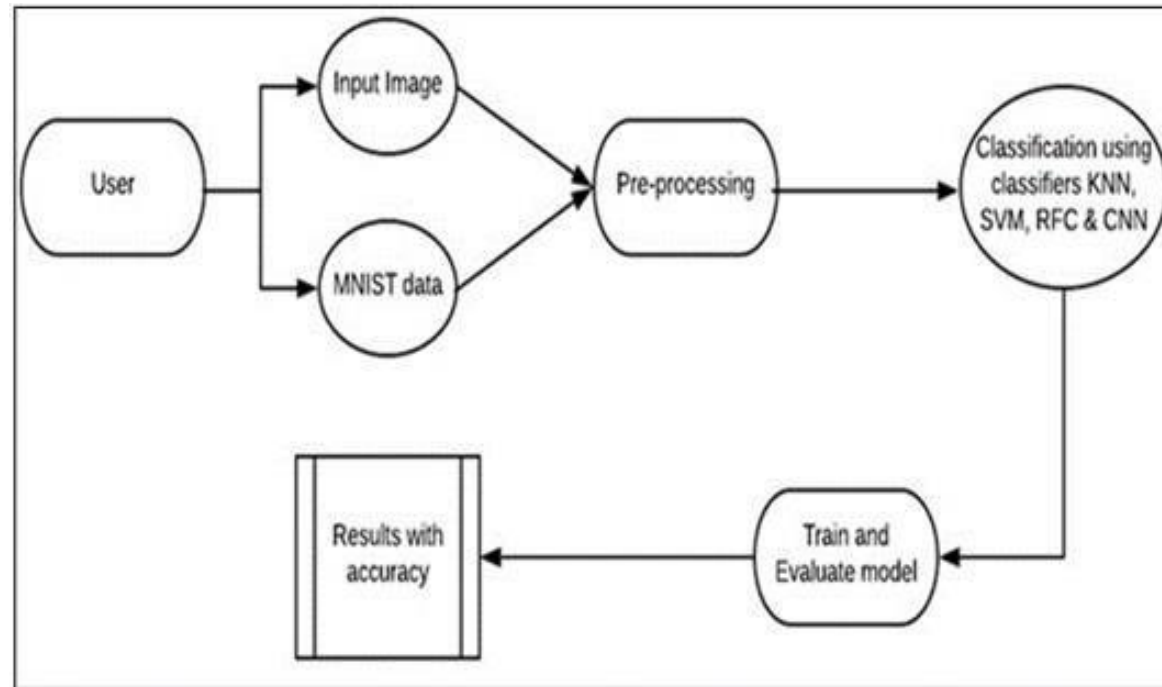 User
Input Image
MNIST data
Pre-processing
Classification using
classifiers KNN,
SVM, RFC & CNN
Train and
Evaluate model
Results with
accuracy